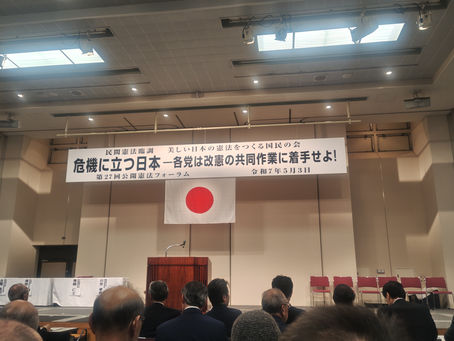 民間憲法臨調　美しい日本の憲法をつくる国民の会
危機に立つ日本―各党は改憲の共同作業に着手せよ!
第27回公開憲法フォーラム　令和7年5月3日